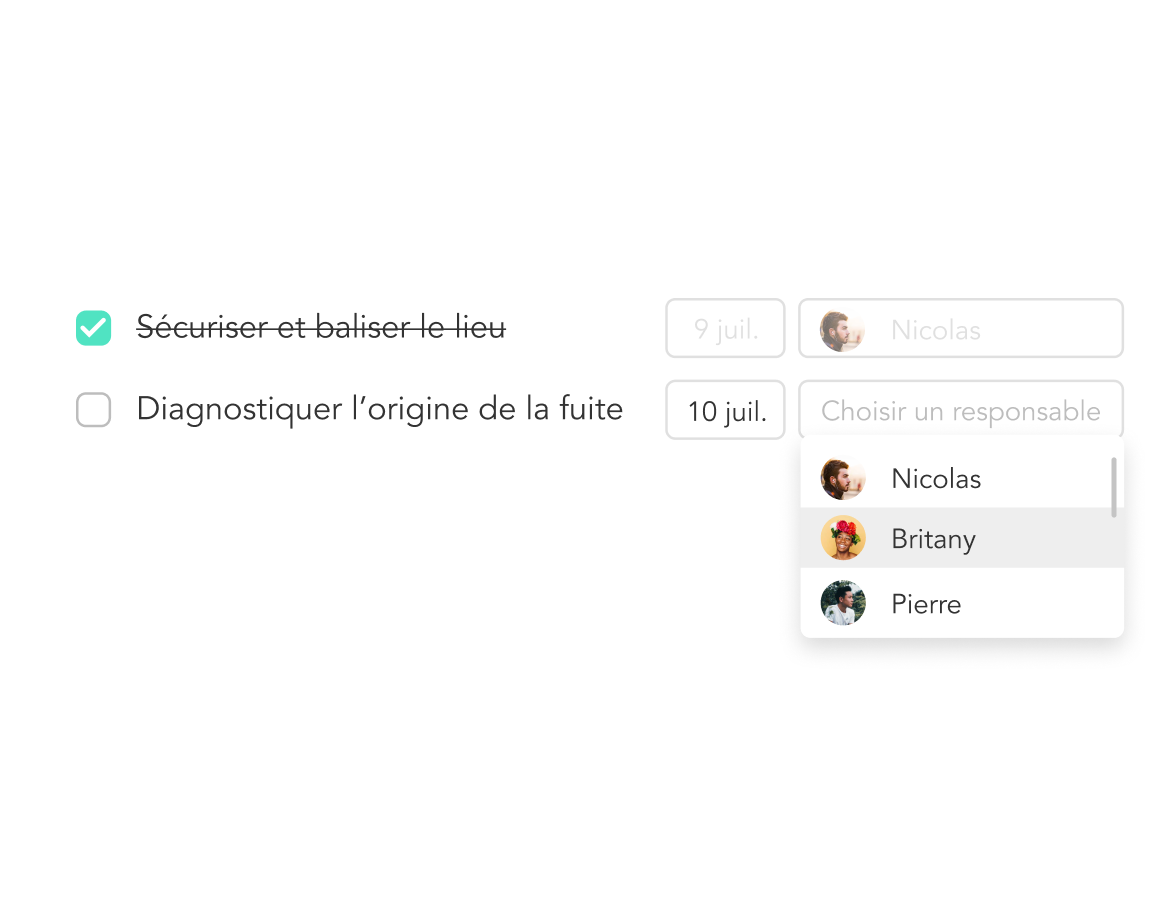 Sécuriser et baliser le lieu
9 juil.
Nicolas
Diagnostiquer l’origine de la fuite
10 juil.
Choisir un responsable
Nicolas
Britany
Pierre